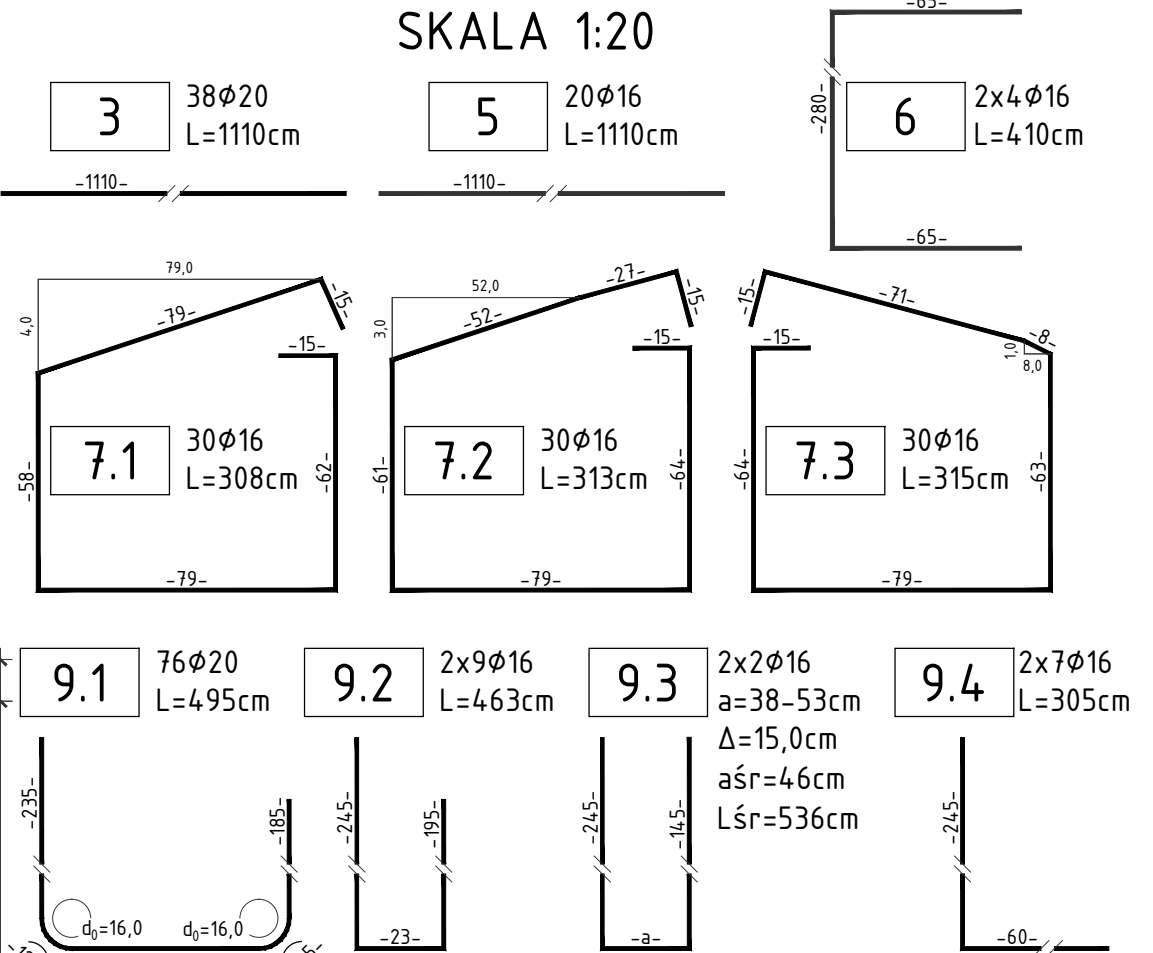 SKALA 1:20
3
38Ø20
L=1110cm
-1110-
5
20Ø16
L=1110cm
-1110-
-65-
-280-
6
2x4Ø16
L=410cm
-65-
79,0
4,0
-79-
-15-
-15-
-58-
7.1
30Ø16
L=308cm
-62-
-79-
52,0
3,0
-52-
-27-
-15-
-15-
-61-
7.2
30Ø16
L=313cm
-64-
-79-
-15-
-71-
-8-
1,0
8,0
-15-
-64-
7.3
30Ø16
L=315cm
-63-
-79-
9.1
76Ø20
L=495cm
-235-
-185-
d₀=16,0
d₀=16,0
9.2
2x9Ø16
L=463cm
-245-
-195-
-23-
9.3
2x2Ø16
a=38-53cm
Δ=15,0cm
aśr=46cm
Lśr=536cm
-245-
-145-
-a-
9.4
2x7Ø16
L=305cm
-245-
-60-